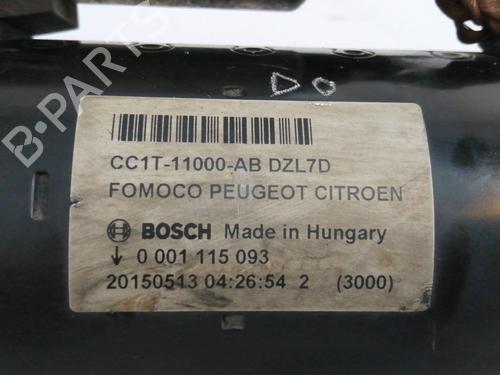 CC1T-11000-AB DZL7D
FOMOCO PEUGEOT CITROEN
BOSCH Made in Hungary
0 001 115 093
20150513 04:26:54 2 (3000)